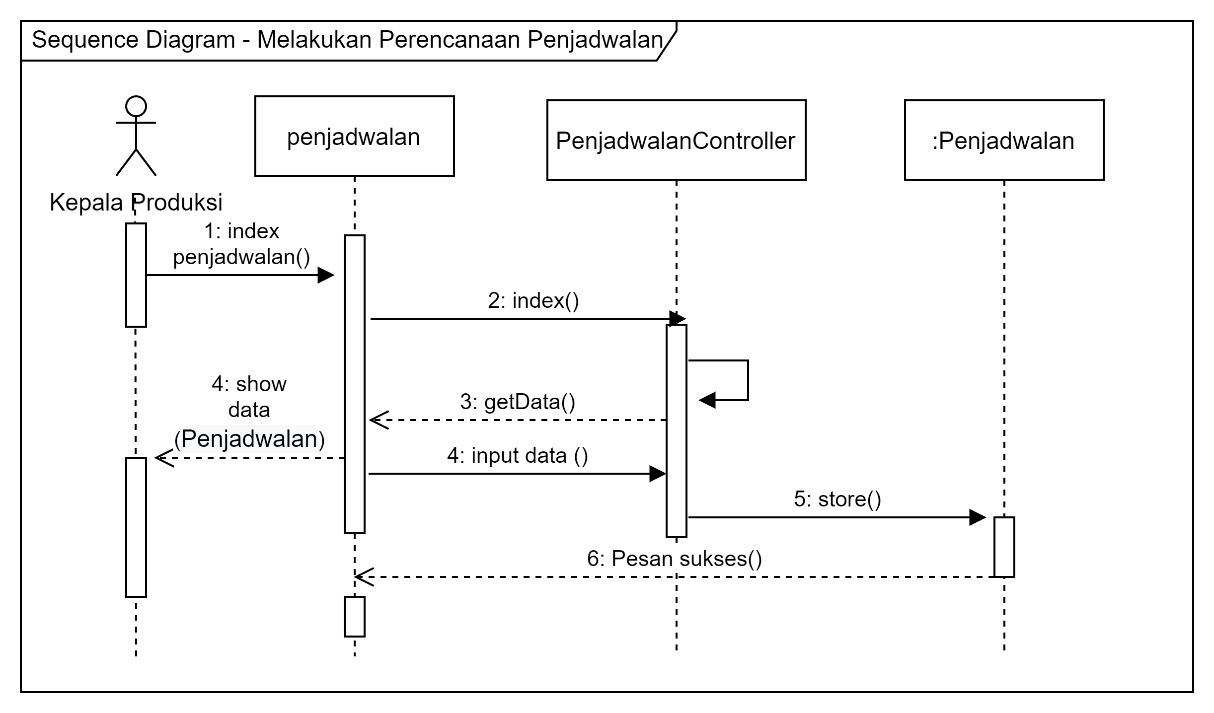 Sequence Diagram - Melakukan Perencanaan Penjadwalan
penjadwalan
PenjadwalanController
:Penjadwalan
Kepala Produksi
1: index
penjadwalan()
2: index()
4: show
data
(Penjadwalan)
3: getData()
4: input data ()
5: store()
6: Pesan sukses()